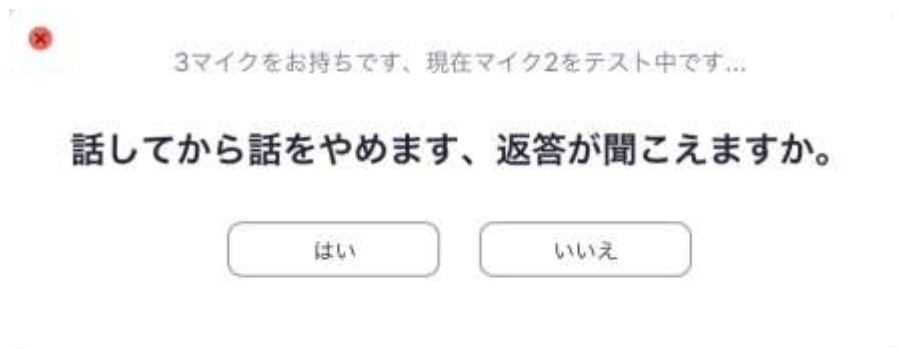 3マイクをお持ちです、現在マイク2をテスト中です...
話してから話をやめます、返答が聞こえますか。
はい
いいえ